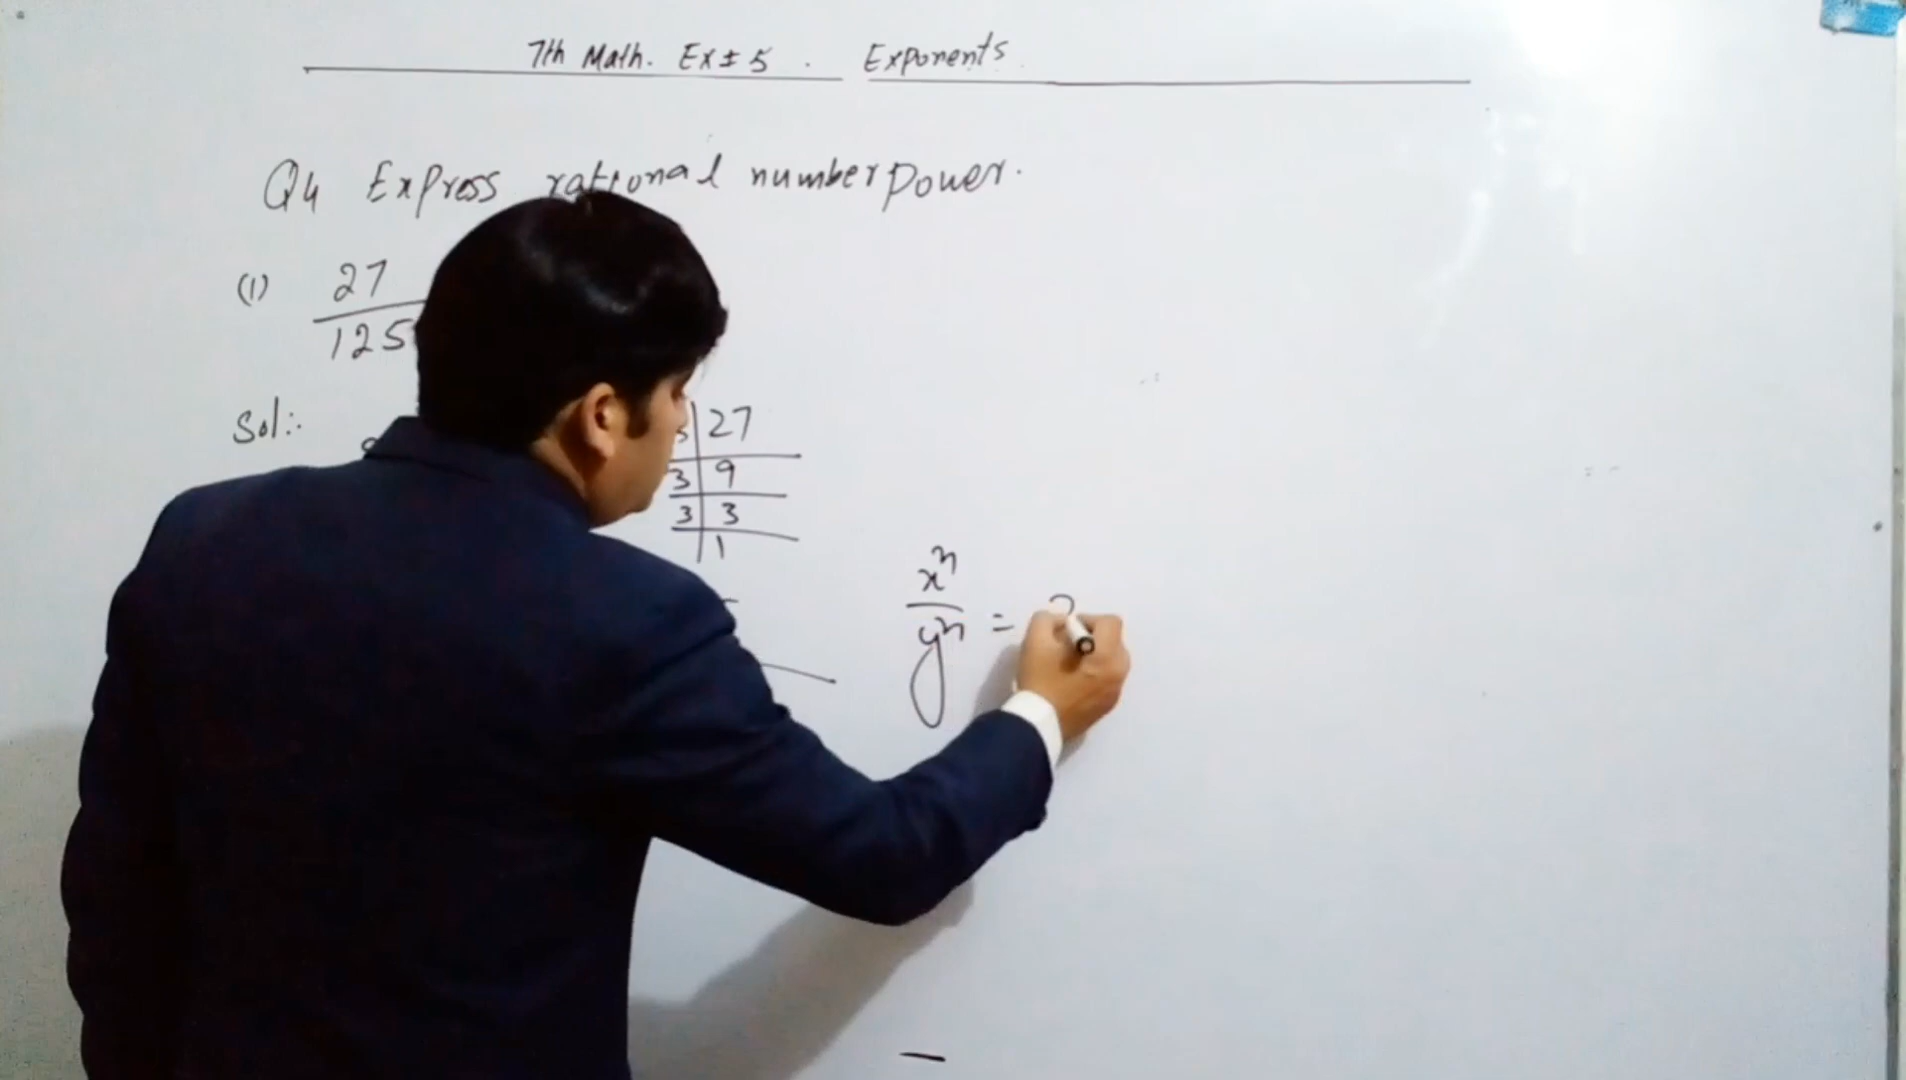 7th Math. Ex 5. Exponents
Q4 Express rational number power.
(1) 27
125
Sol:.
27
3 9
3 3
1
xⁿ
yⁿ =